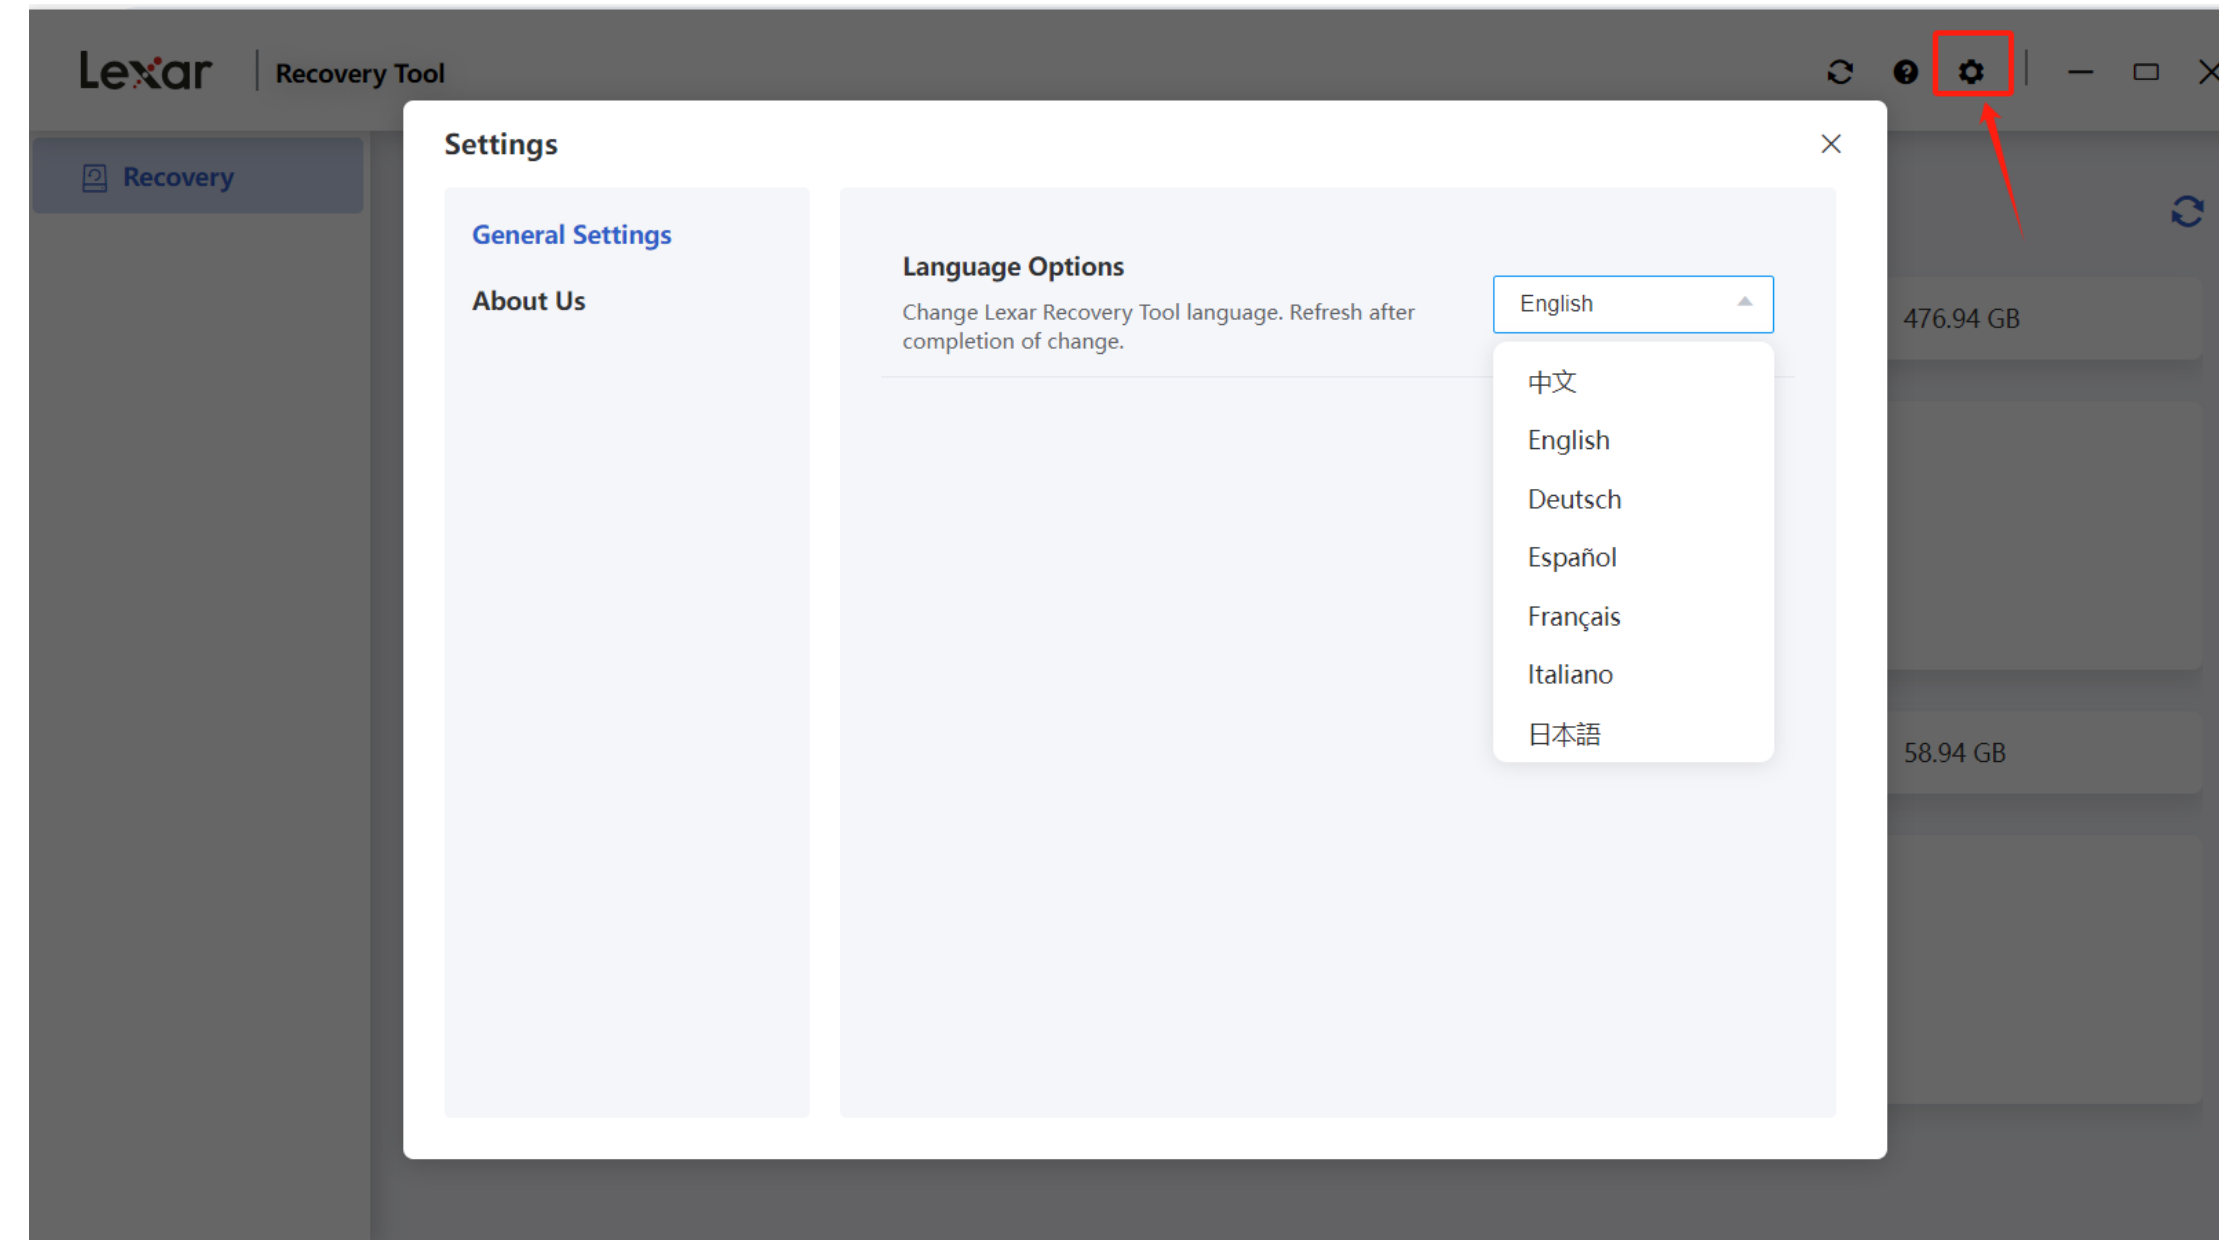 Lexar
Recovery Tool
Settings
Recovery
General Settings
About Us
Language Options
Change Lexar Recovery Tool language. Refresh after
completion of change.
English
中文
English
Deutsch
Español
Français
Italiano
日本語
476.94 GB
58.94 GB